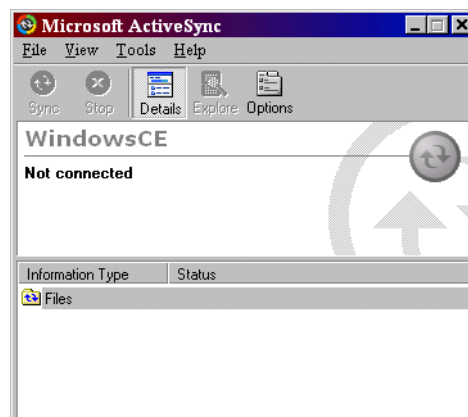 Microsoft ActiveSync
File View Tools Help
Sync Stop Details Explore Options
WindowsCE
Not connected
Information Type Status
Files